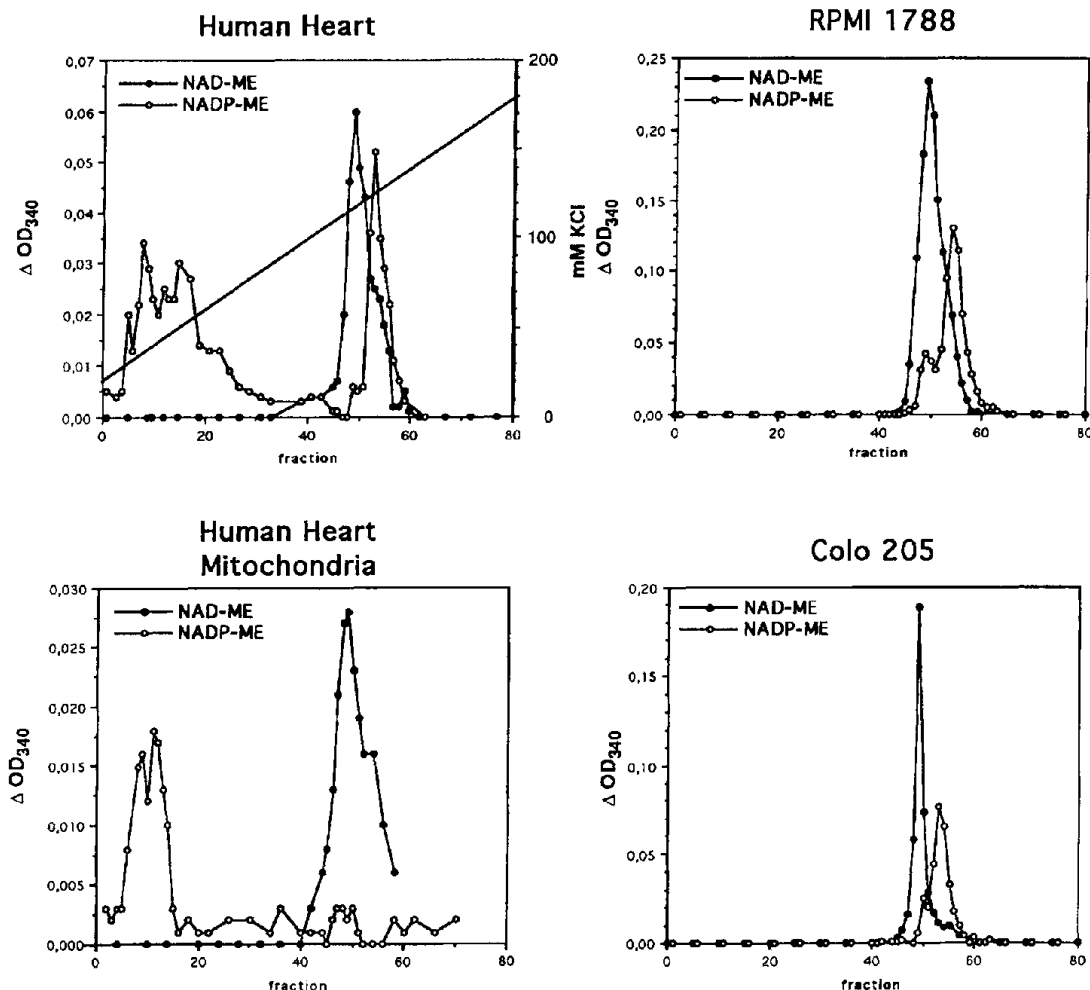 Human Heart
NAD-ME
NADP-ME
0,07
0,06
0,05
0,04
0,03
0,02
0,01
0,00
Δ OD340
200
100
0
mM KCl
0 20 40 60 80
fraction
RPMI 1788
NAD-ME
NADP-ME
0,25
0,20
0,15
0,10
0,05
0,00
Δ OD340
0 20 40 60 80
fraction
Human Heart
Mitochondria
NAD-ME
NADP-ME
0,030
0,025
0,020
0,015
0,010
0,005
0,000
Δ OD340
0 20 40 60 80
fraction
Colo 205
NAD-ME
NADP-ME
0,20
0,15
0,10
0,05
0,00
Δ OD340
0 20 40 60 80
fraction